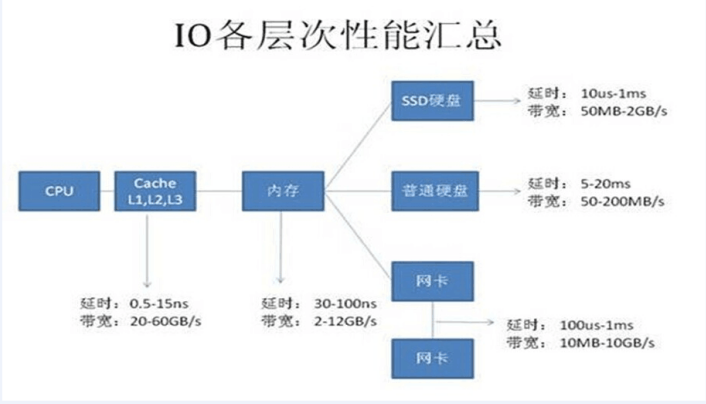 IO各层次性能汇总
SSD硬盘
延时： 10us-1ms
带宽： 50MB-2GB/s
CPU
Cache
L1,L2,L3
内存
普通硬盘
延时： 5-20ms
带宽： 50-200MB/s
网卡
延时：0.5-15ns
带宽：20-60GB/s
延时： 30-100ns
带宽： 2-12GB/s
延时： 100us-1ms
带宽： 10MB-10GB/s
网卡